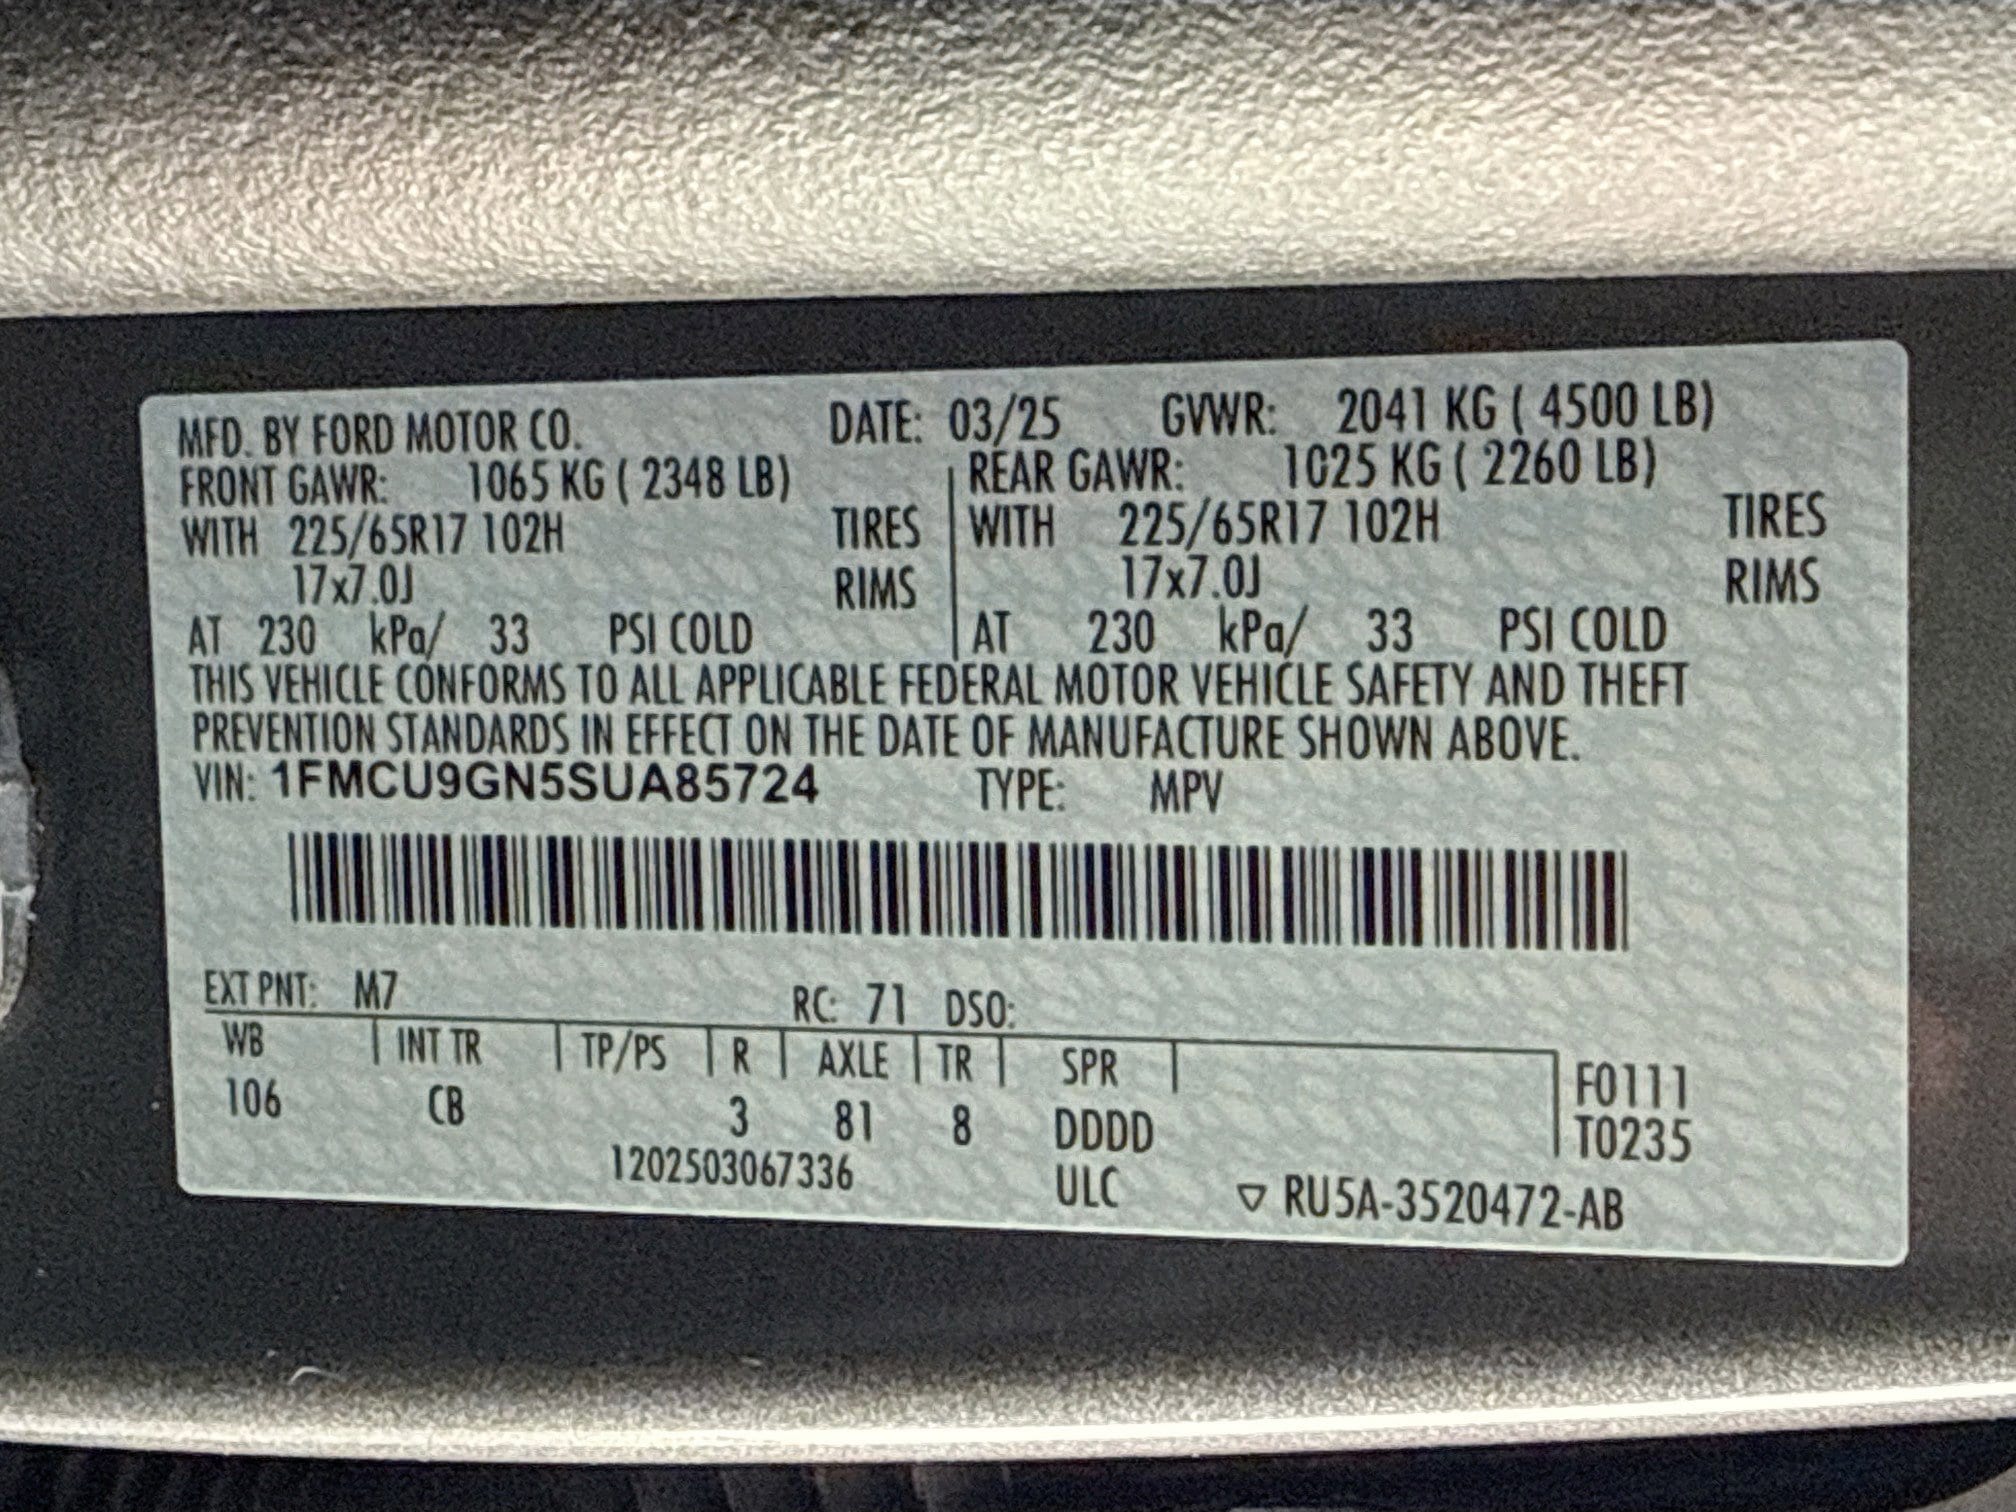 MFD. BY FORD MOTOR CO. DATE: 03/25 GVWR: 2041 KG ( 4500 LB)
FRONT GAWR: 1065 KG ( 2348 LB) REAR GAWR: 1025 KG ( 2260 LB)
WITH 225/65R17 102H TIRES WITH 225/65R17 102H TIRES
17x7.0J RIMS 17x7.0J RIMS
AT 230 kPa/ 33 PSI COLD AT 230 kPa/ 33 PSI COLD
THIS VEHICLE CONFORMS TO ALL APPLICABLE FEDERAL MOTOR VEHICLE SAFETY AND THEFT
PREVENTION STANDARDS IN EFFECT ON THE DATE OF MANUFACTURE SHOWN ABOVE.
VIN: 1FMCU9GN5SUA85724 TYPE: MPV
EXT PNT: M7 RC: 71 DSO:
WB INT TR TP/PS R AXLE TR SPR F0111
106 CB 3 81 8 DDDD T0235
1202503067336 ULC ▽ RU5A-3520472-AB